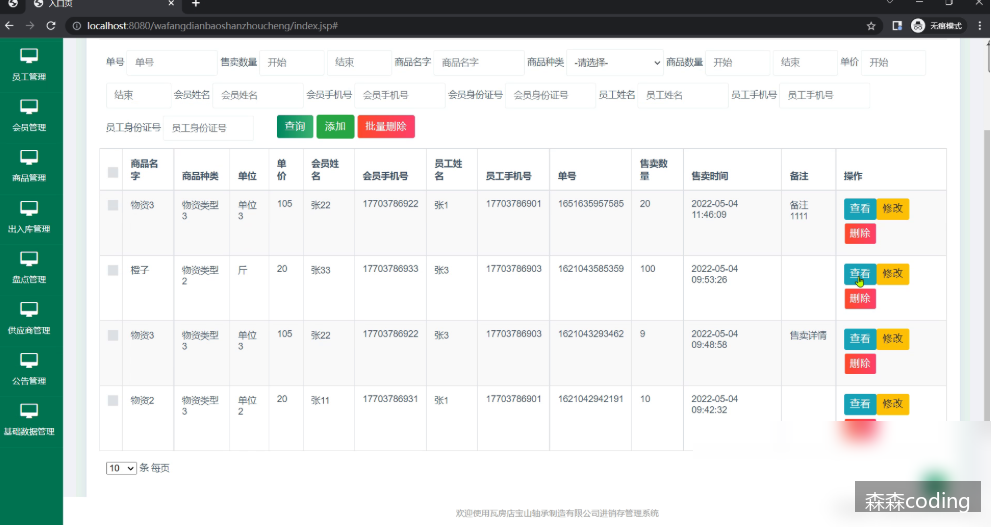 入口页
localhost:8080/wafangdianbaoshanzhoucheng/index.jsp#
无痕模式
员工管理
会员管理
商品管理
出入库管理
盘点管理
供应商管理
公告管理
基础数据管理
单号 单号 售卖数量 开始 结束 商品名字 商品名字 商品种类 -请选择- 商品数量 开始 结束 单价 开始
结束 会员姓名 会员姓名 会员手机号 会员手机号 会员身份证号 会员身份证号 员工姓名 员工姓名 员工手机号 员工手机号
员工身份证号 员工身份证号 查询 添加 批量删除
商品名字 商品种类 单位 单价 会员姓名 会员手机号 员工姓名 员工手机号 单号 售卖数量 售卖时间 备注 操作
物资3 物资类型3 单位3 105 张22 17703786922 张1 17703786901 1651635957585 20 2022-05-04 11:46:09 备注1111 查看 修改
删除
橙子 物资类型2 斤 20 张33 17703786933 张3 17703786903 1621043585359 100 2022-05-04 09:53:26 查看 修改
删除
物资3 物资类型3 单位3 105 张22 17703786922 张3 17703786903 1621043293462 9 2022-05-04 09:48:58 售卖详情 查看 修改
删除
物资2 物资类型3 单位2 20 张11 17703786931 张1 17703786901 1621042942191 10 2022-05-04 09:42:32 查看 修改
10 条 每页
欢迎使用瓦房店宝山轴承制造有限公司进销存管理系统
森森coding